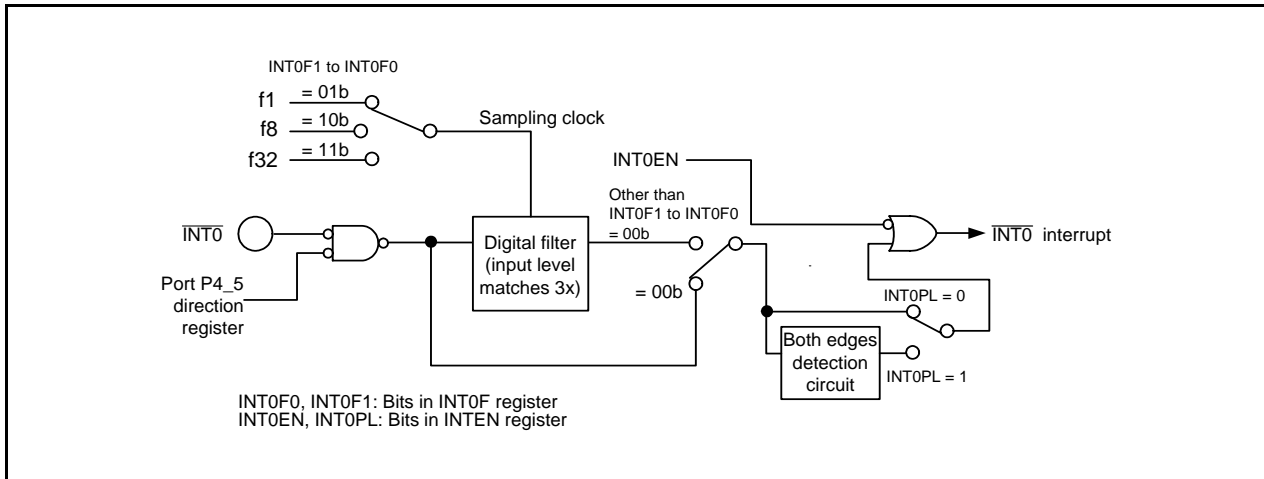 INT0F1 to INT0F0
f1
= 01b
f8
= 10b
f32
= 11b
Sampling clock
INT0EN
Other than
INT0F1 to INT0F0
= 00b
INT0
Port P4_5
direction
register
Digital filter
(input level
matches 3x)
= 00b
INT0 interrupt
INT0PL = 0
Both edges
detection
circuit
INT0PL = 1
INT0F0, INT0F1: Bits in INT0F register
INT0EN, INT0PL: Bits in INTEN register